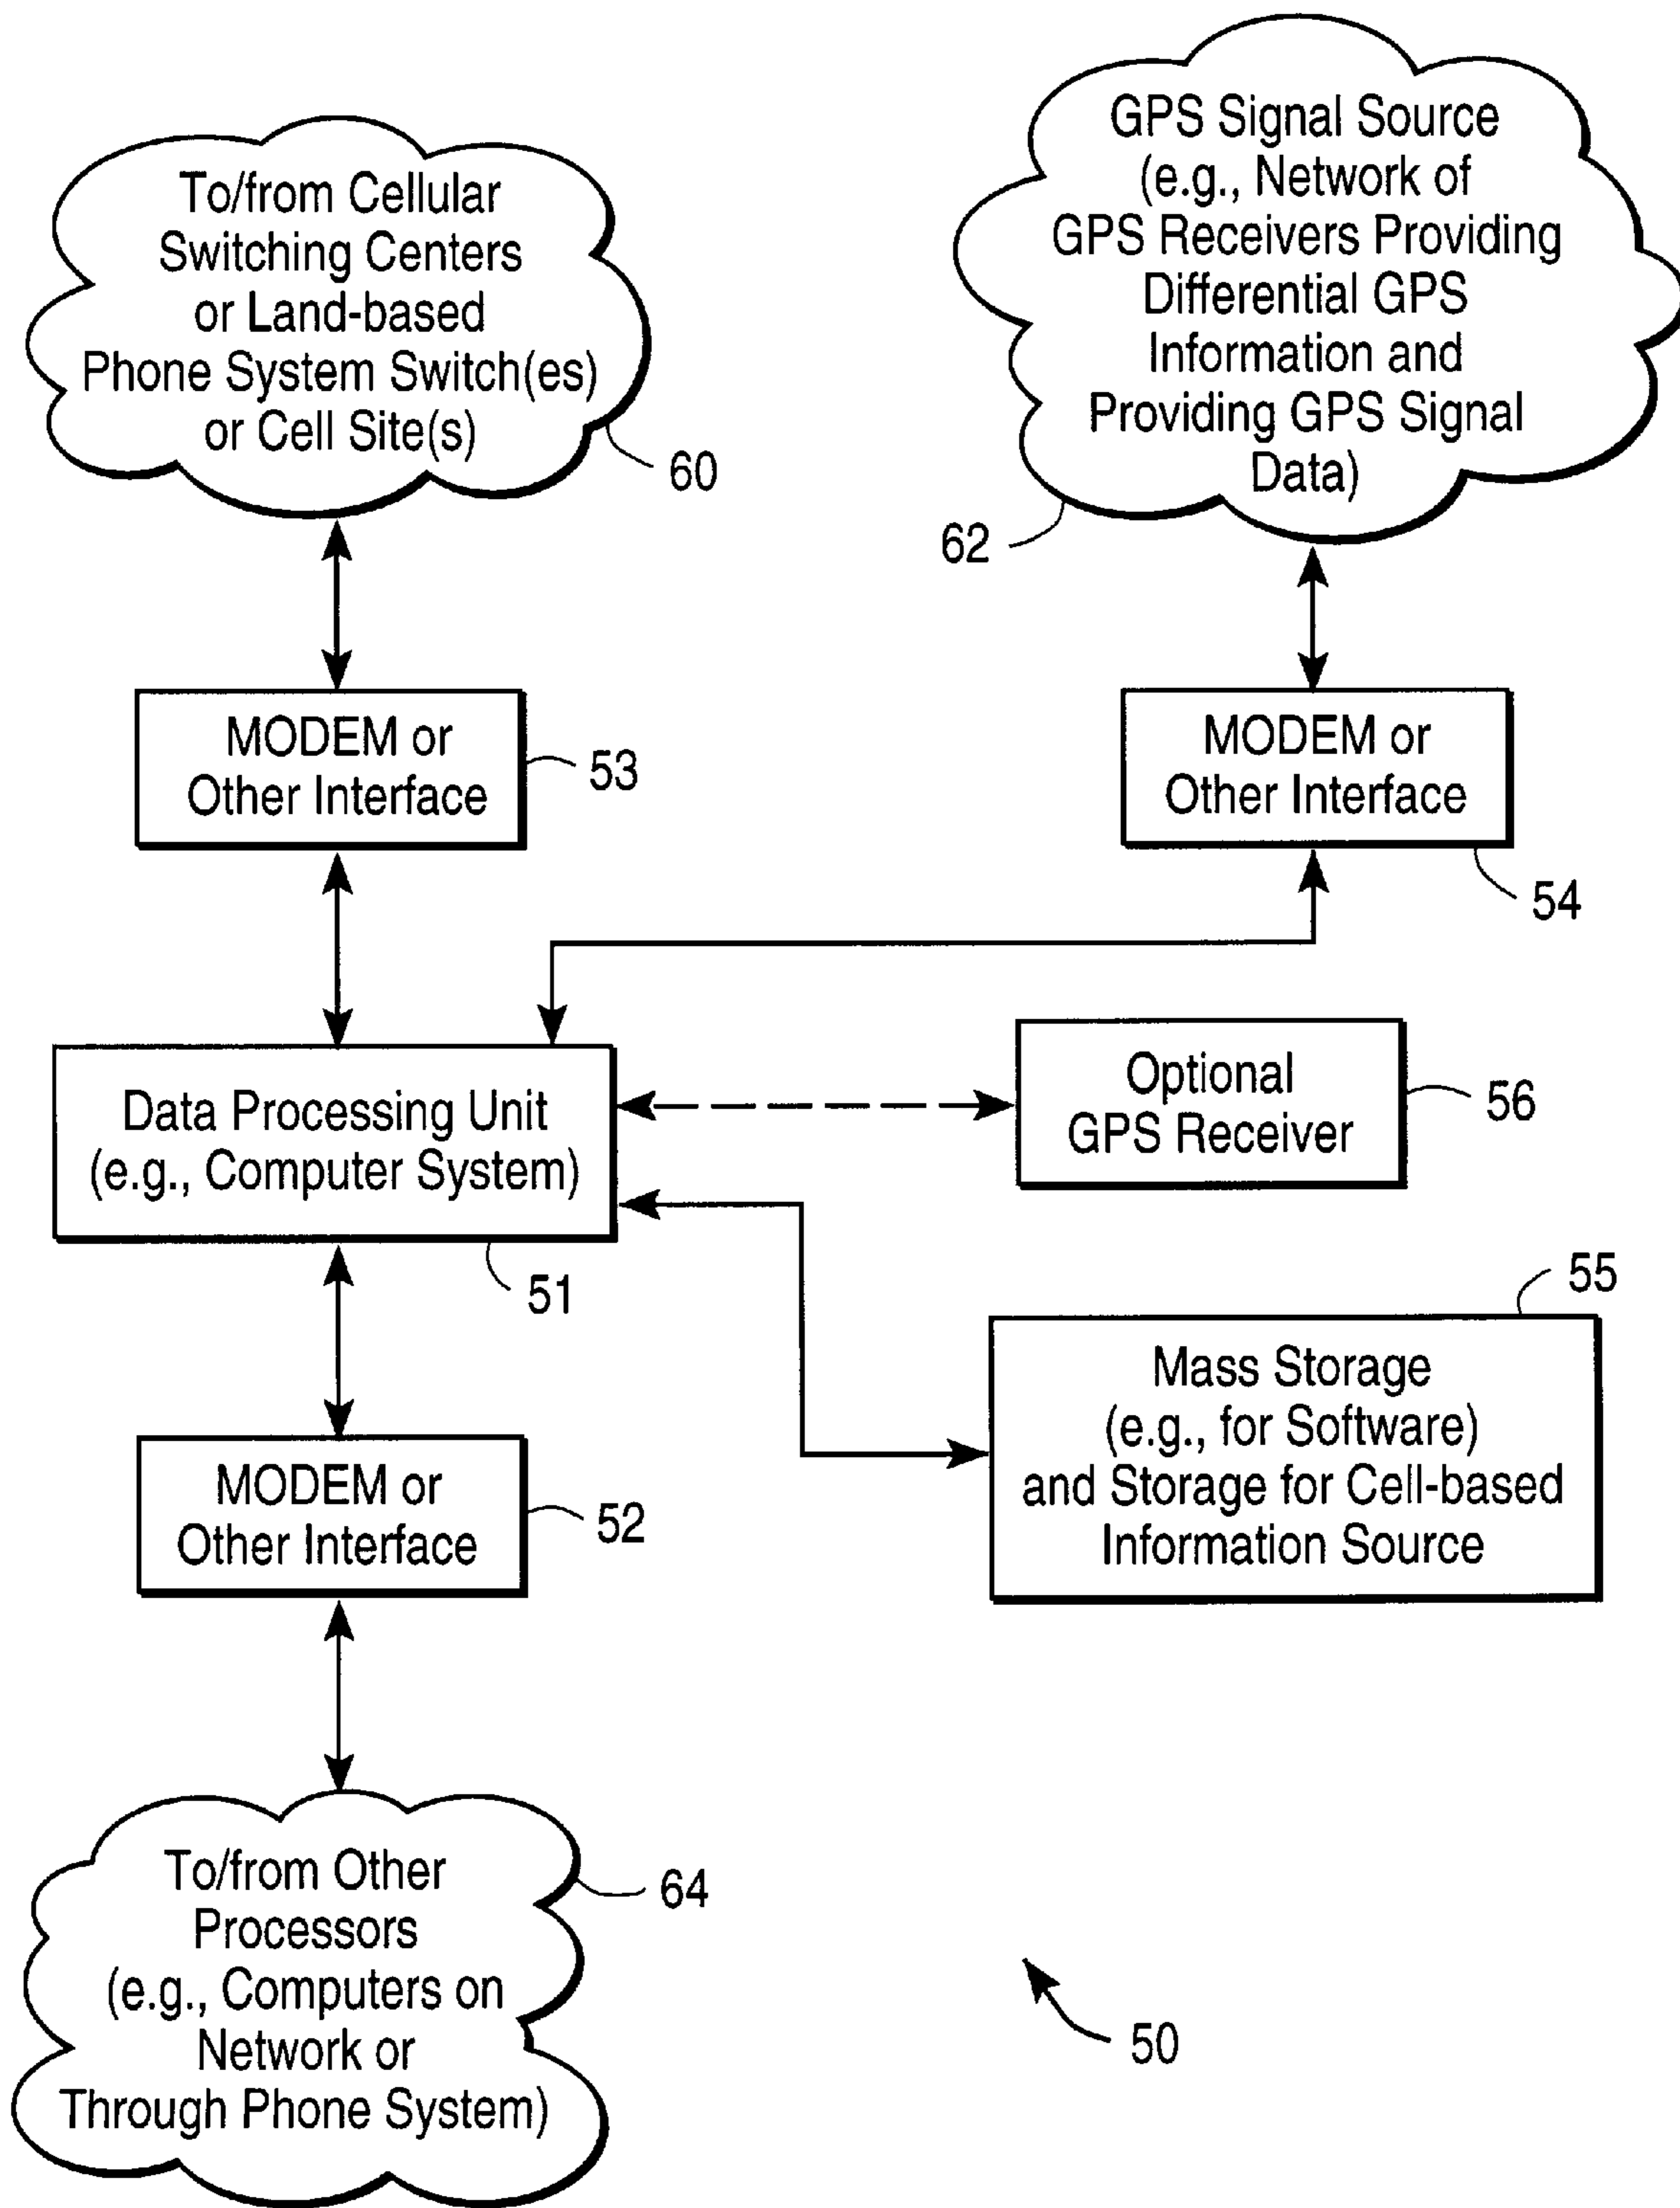 To/from Cellular
Switching Centers
or Land-based
Phone System Switch(es)
or Cell Site(s)
60
GPS Signal Source
(e.g., Network of
GPS Receivers Providing
Differential GPS
Information and
Providing GPS Signal
Data)
62
MODEM or
Other Interface
53
MODEM or
Other Interface
54
Data Processing Unit
(e.g., Computer System)
51
Optional
GPS Receiver
56
55
Mass Storage
(e.g., for Software)
and Storage for Cell-based
Information Source
MODEM or
Other Interface
52
To/from Other
Processors
(e.g., Computers on
Network or
Through Phone System)
64
50